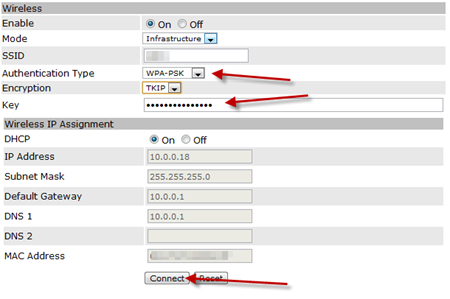 Wireless
Enable On Off
Mode Infrastructure
SSID
Authentication Type WPA-PSK
Encryption TKIP
Key •••••••••••••••
Wireless IP Assignment
DHCP On Off
IP Address 10.0.0.18
Subnet Mask 255.255.255.0
Default Gateway 10.0.0.1
DNS 1 10.0.0.1
DNS 2
MAC Address
Connect Reset